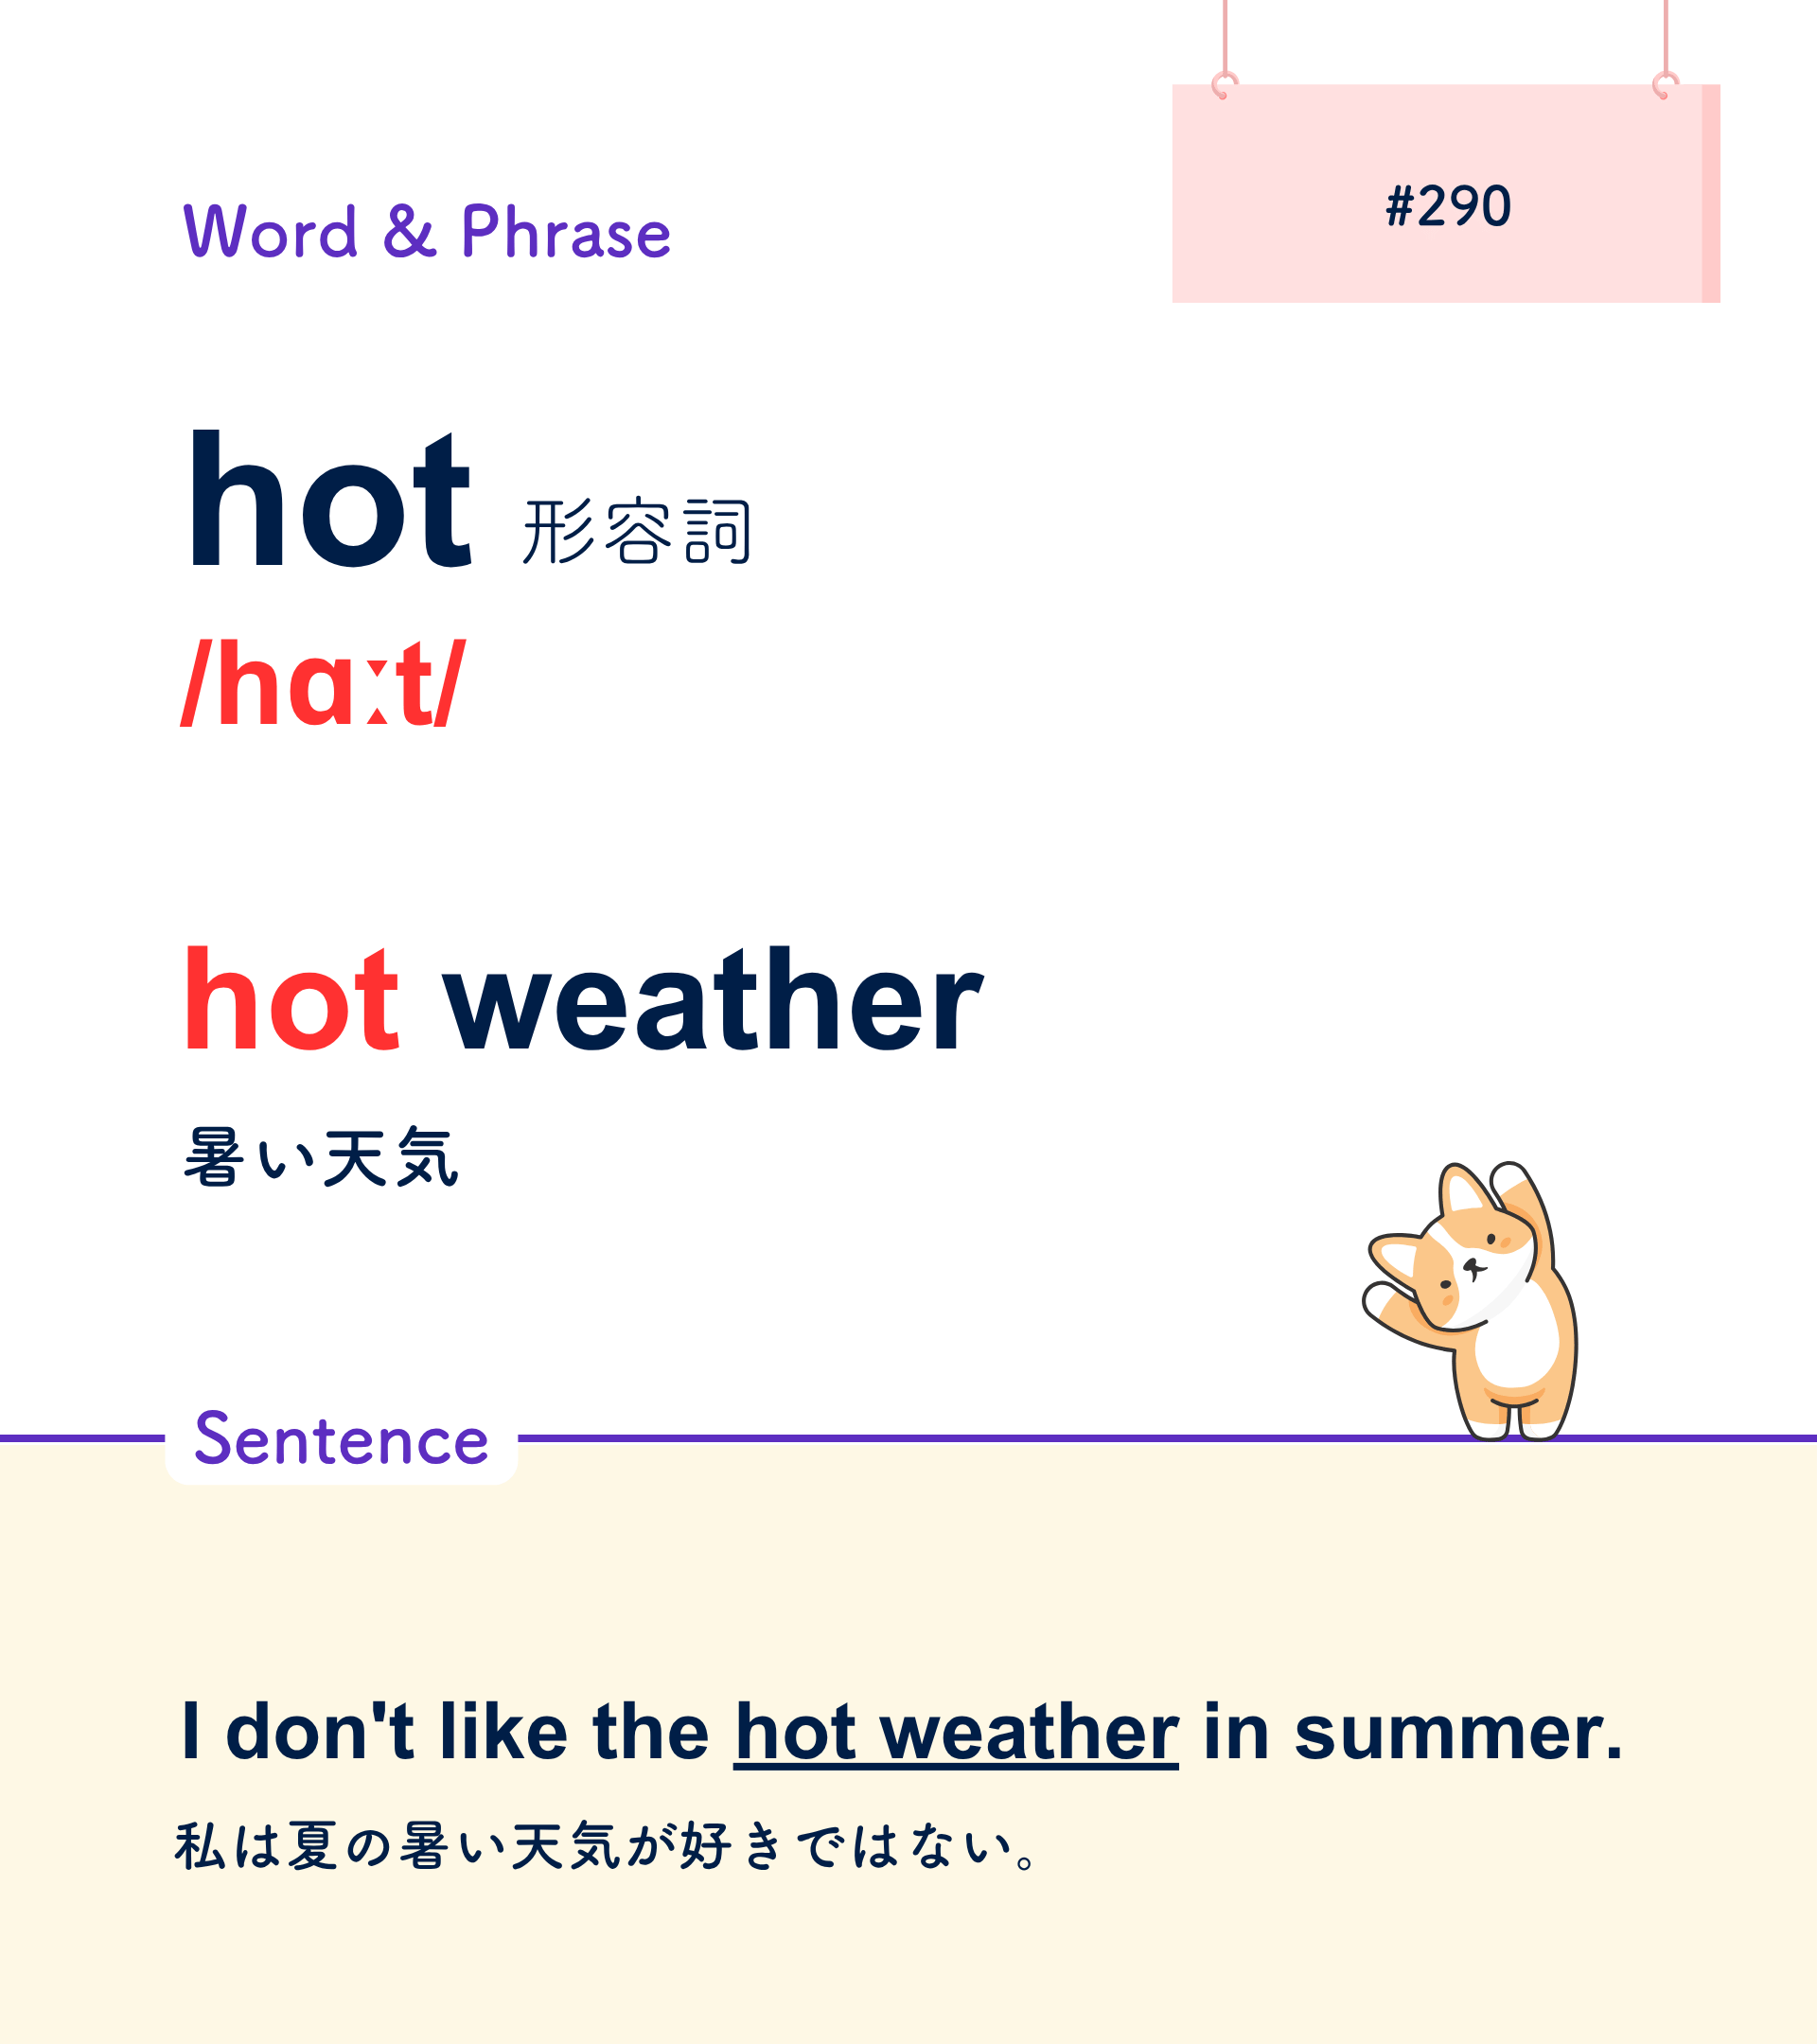 Word & Phrase
#290
hot 形容詞
/hɑːt/
hot weather
暑い天気
Sentence
I don't like the hot weather in summer.
私は夏の暑い天気が好きではない。